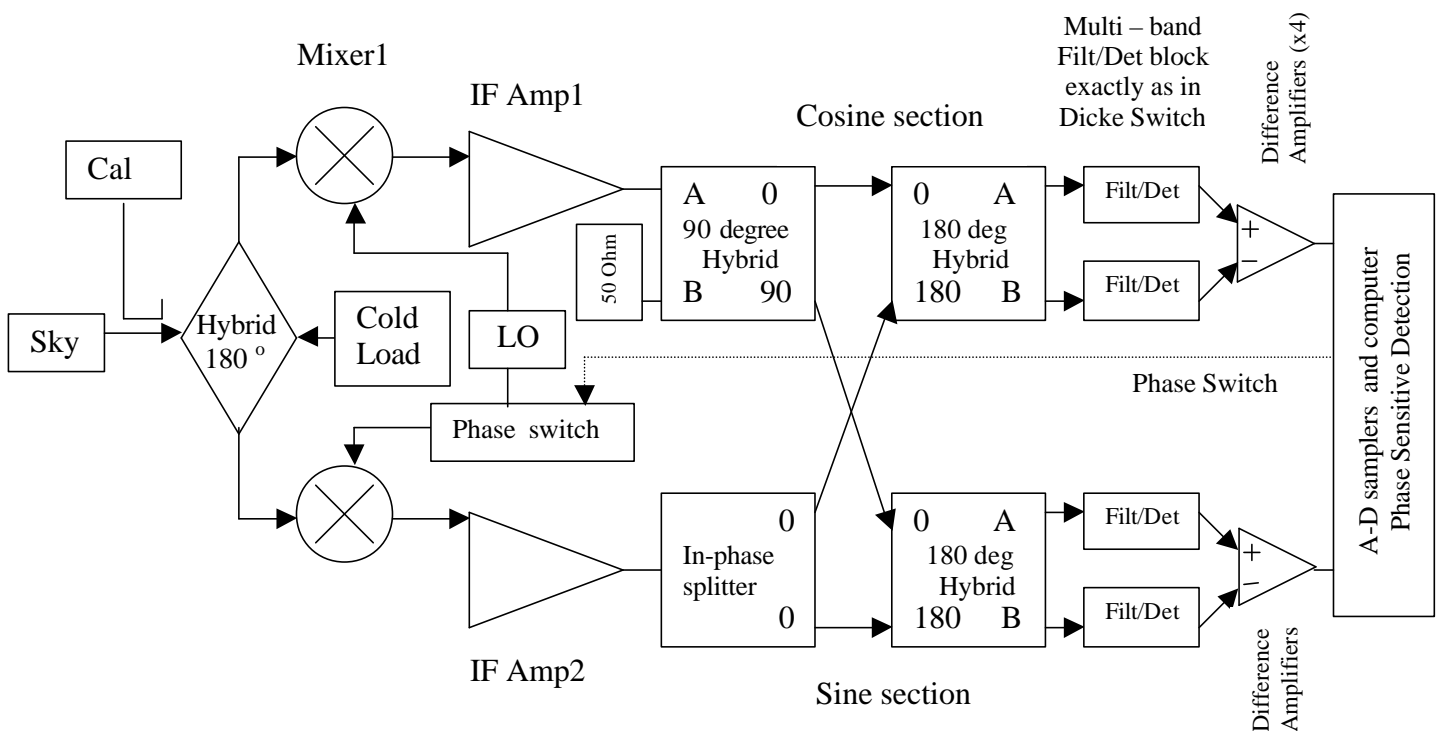 Mixer1
IF Amp1
Cosine section
Multi – band
Filt/Det block
exactly as in
Dicke Switch
Difference
Amplifiers (x4)
Cal
A 0
90 degree
Hybrid
B 90
50 Ohm
0 A
180 deg
Hybrid
180 B
Filt/Det
Filt/Det
+
−
Sky
Hybrid
180 º
Cold
Load
LO
Phase switch
Phase Switch
A-D samplers and computer
Phase Sensitive Detection
0
In-phase
splitter
0
0 A
180 deg
Hybrid
180 B
Filt/Det
Filt/Det
+
−
IF Amp2
Sine section
Difference
Amplifiers